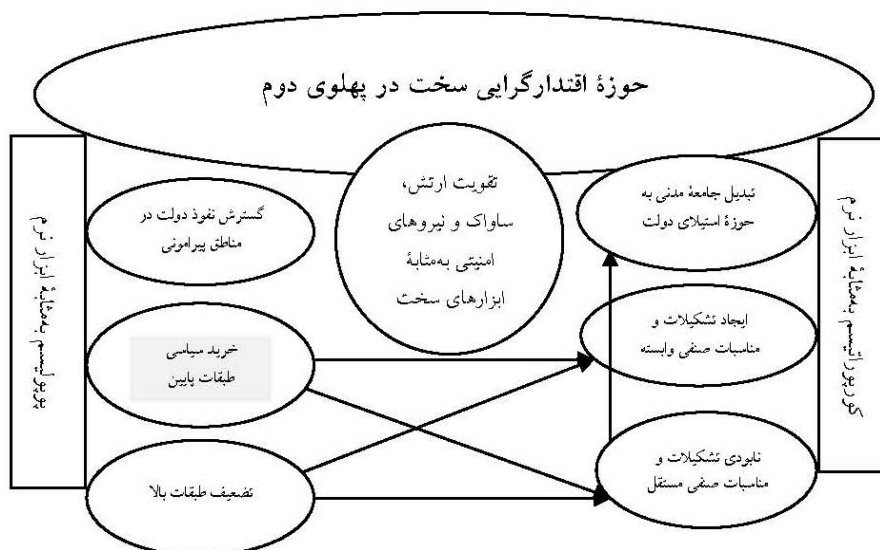 حوزهٔ اقتدارگرایی سخت در پهلوی دوم
کورپوراتیسم به‌مثابهٔ ابزار نرم
تبدیل جامعهٔ مدنی به
حوزهٔ استیلای دولت
ایجاد تشکیلات و
مناسبات صنفی وابسته
نابودی تشکیلات و
مناسبات صنفی مستقل
تقویت ارتش،
ساواک و نیروهای
امنیتی به‌مثابهٔ
ابزارهای سخت
گسترش نفوذ دولت در
مناطق پیرامونی
خرید سیاسی
طبقات پایین
تضعیف طبقات بالا
پوپولیسم به‌مثابهٔ ابزار نرم